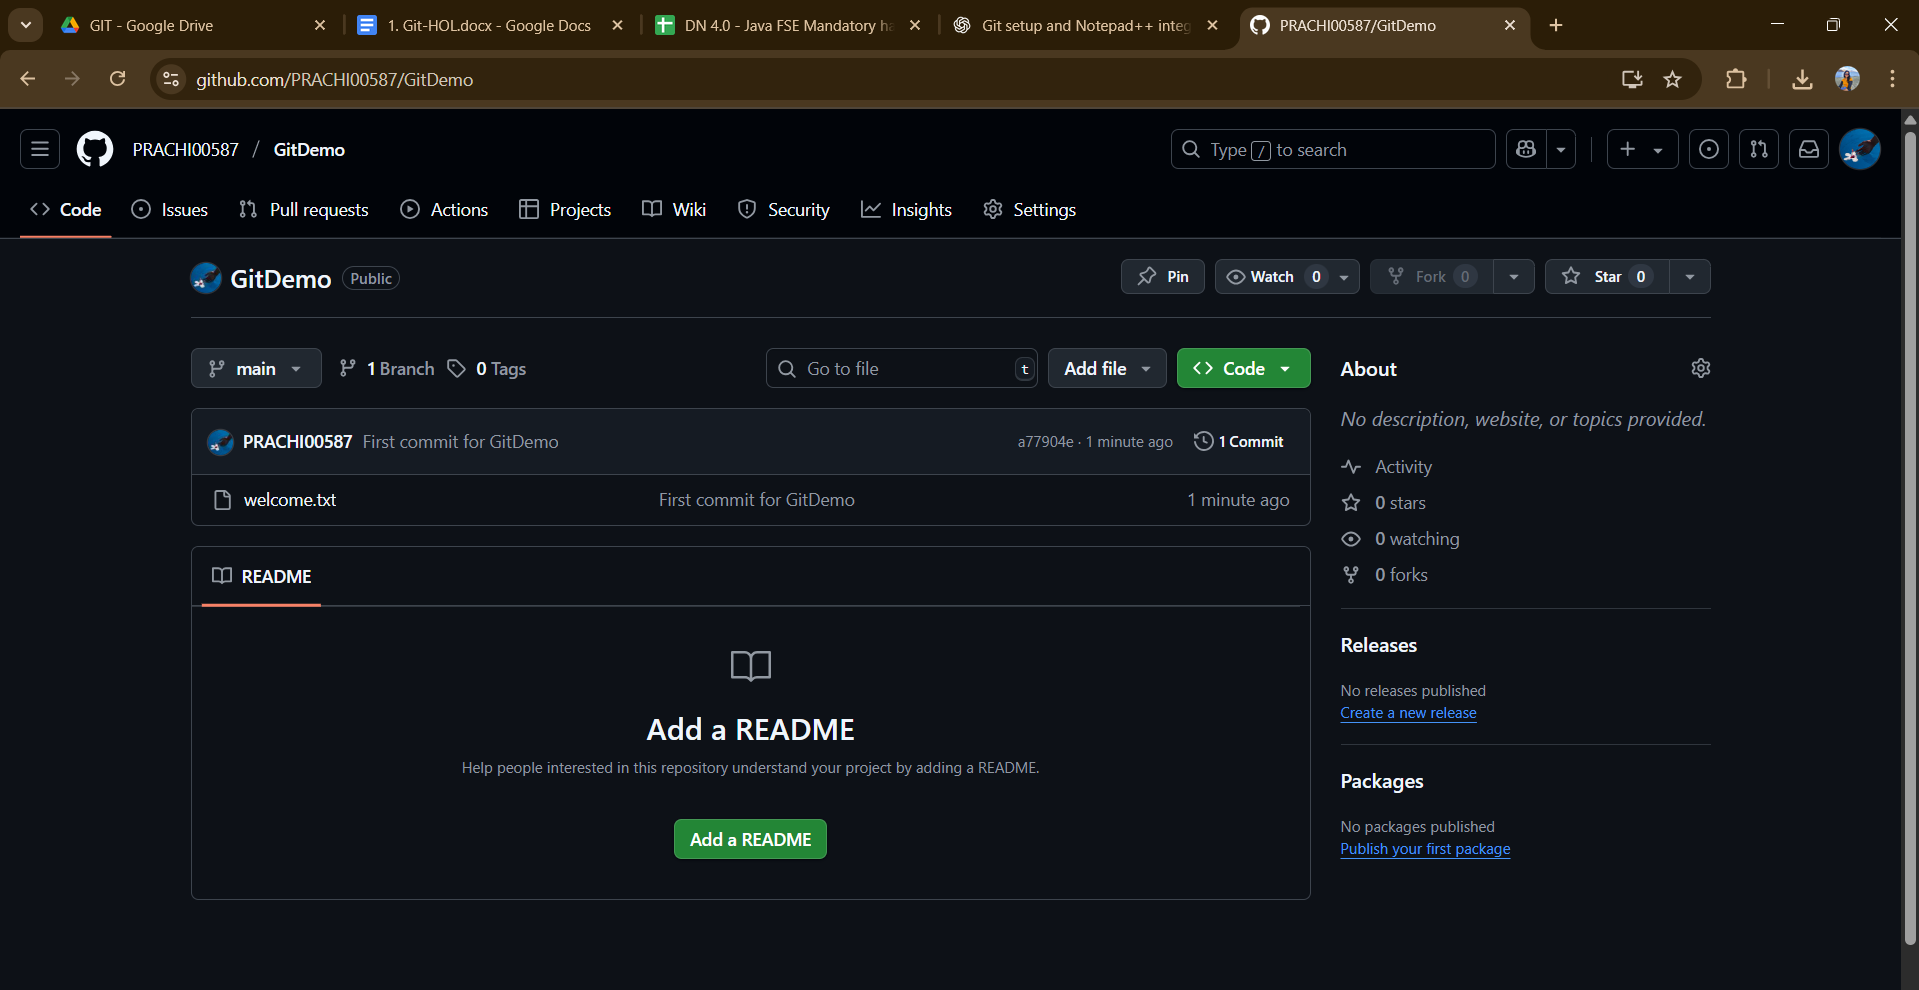 GIT - Google Drive
1. Git-HOL.docx - Google Docs
DN 4.0 - Java FSE Mandatory ha
Git setup and Notepad++ integ
PRACHI00587/GitDemo
github.com/PRACHI00587/GitDemo
PRACHI00587 / GitDemo
Type / to search
Code
Issues
Pull requests
Actions
Projects
Wiki
Security
Insights
Settings
GitDemo
Public
Pin
Watch 0
Fork 0
Star 0
main
1 Branch
0 Tags
Go to file
t
Add file
Code
PRACHI00587 First commit for GitDemo
a77904e · 1 minute ago
1 Commit
welcome.txt
First commit for GitDemo
1 minute ago
README
Add a README
Help people interested in this repository understand your project by adding a README.
Add a README
About
No description, website, or topics provided.
Activity
0 stars
0 watching
0 forks
Releases
No releases published
Create a new release
Packages
No packages published
Publish your first package